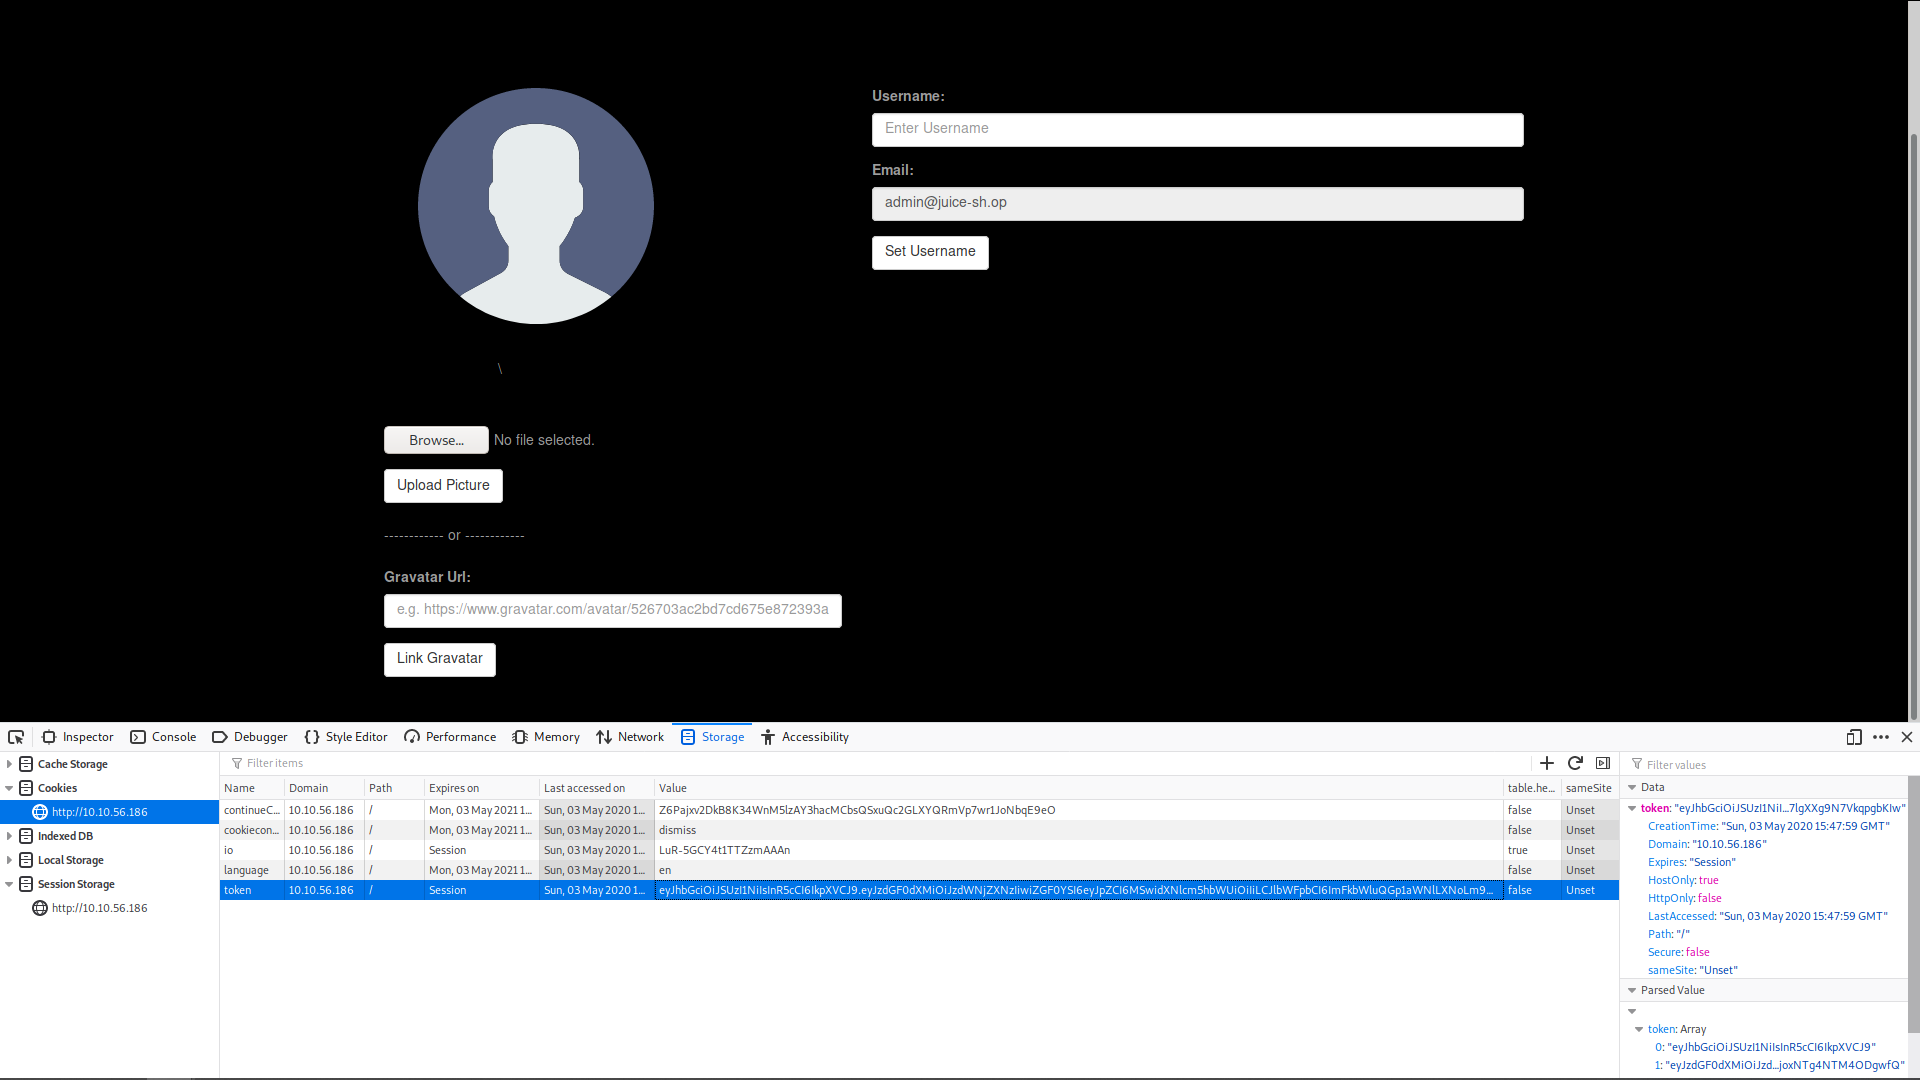 Username:
Enter Username
Email:
admin@juice-sh.op
Set Username
\
Browse... No file selected.
Upload Picture
------------ or ------------
Gravatar Url:
e.g. https://www.gravatar.com/avatar/526703ac2bd7cd675e872393a
Link Gravatar
Inspector Console Debugger Style Editor Performance Memory Network Storage Accessibility
Cache Storage
Cookies
http://10.10.56.186
Indexed DB
Local Storage
Session Storage
http://10.10.56.186
Filter items
Name Domain Path Expires on Last accessed on Value table.he... sameSite
continueC... 10.10.56.186 / Mon, 03 May 2021 1... Sun, 03 May 2020 1... Z6Pajxv2DkB8K34WnM5lzAY3hacMCbsQSxuQc2GLXYQRmVp7wr1JoNbqE9eO false Unset
cookiecon... 10.10.56.186 / Mon, 03 May 2021 1... Sun, 03 May 2020 1... dismiss false Unset
io 10.10.56.186 / Session Sun, 03 May 2020 1... LuR-5GCY4t1TTZzmAAAn true Unset
language 10.10.56.186 / Mon, 03 May 2021 1... Sun, 03 May 2020 1... en false Unset
token 10.10.56.186 / Session Sun, 03 May 2020 1... eyJhbGciOiJSUzI1NiIsInR5cCI6IkpXVCJ9.eyJzdGF0dXMiOiJzdWNjZXNzIiwiZGF0YSI6eyJpZCI6MSwidXNlcm5hbWUiOiIiLCJlbWFpbCI6ImFkbWluQGp1aWNlLXNoLm9... false Unset
Filter values
Data
token: "eyJhbGciOiJSUzI1NiI...7lgXXg9N7VkqpgbKIw"
CreationTime: "Sun, 03 May 2020 15:47:59 GMT"
Domain: "10.10.56.186"
Expires: "Session"
HostOnly: true
HttpOnly: false
LastAccessed: "Sun, 03 May 2020 15:47:59 GMT"
Path: "/"
Secure: false
sameSite: "Unset"
Parsed Value
token: Array
0: "eyJhbGciOiJSUzI1NiIsInR5cCI6IkpXVCJ9"
1: "eyJzdGF0dXMiOiJzd...joxNTg4NTM4ODgwfQ"